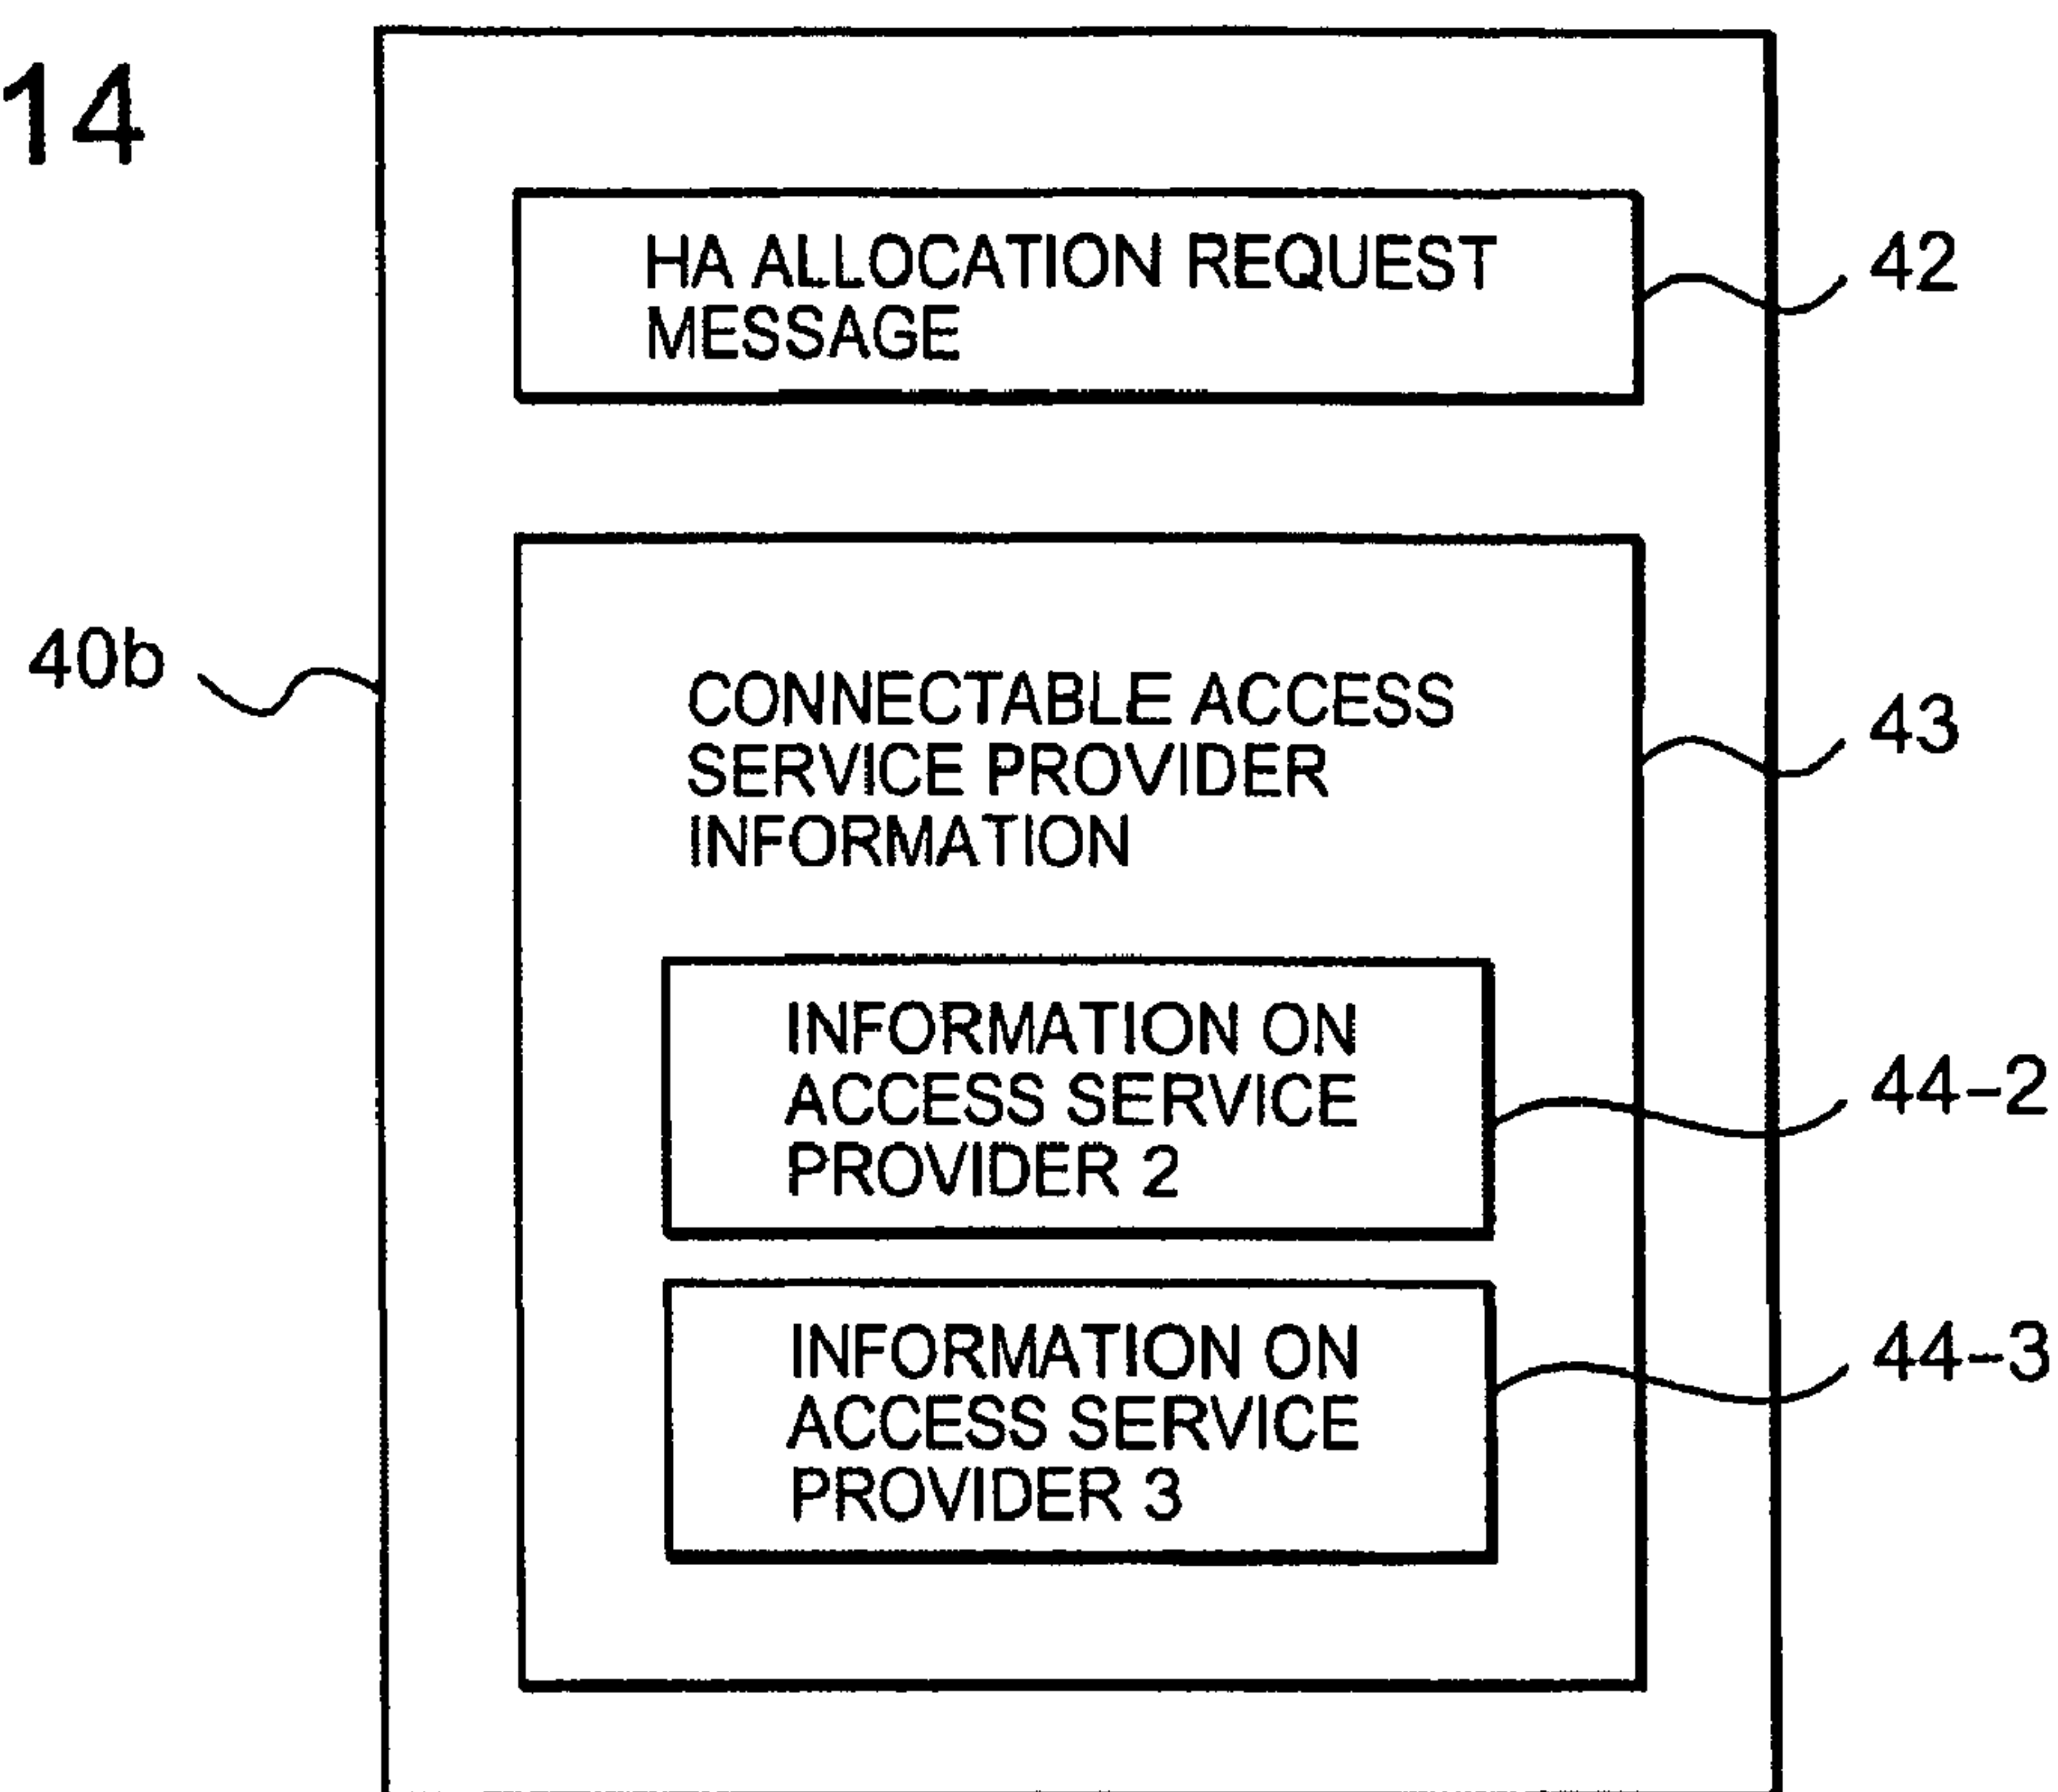 14
HA ALLOCATION REQUEST
MESSAGE
42
40b
CONNECTABLE ACCESS
SERVICE PROVIDER
INFORMATION
43
INFORMATION ON
ACCESS SERVICE
PROVIDER 2
44-2
INFORMATION ON
ACCESS SERVICE
PROVIDER 3
44-3